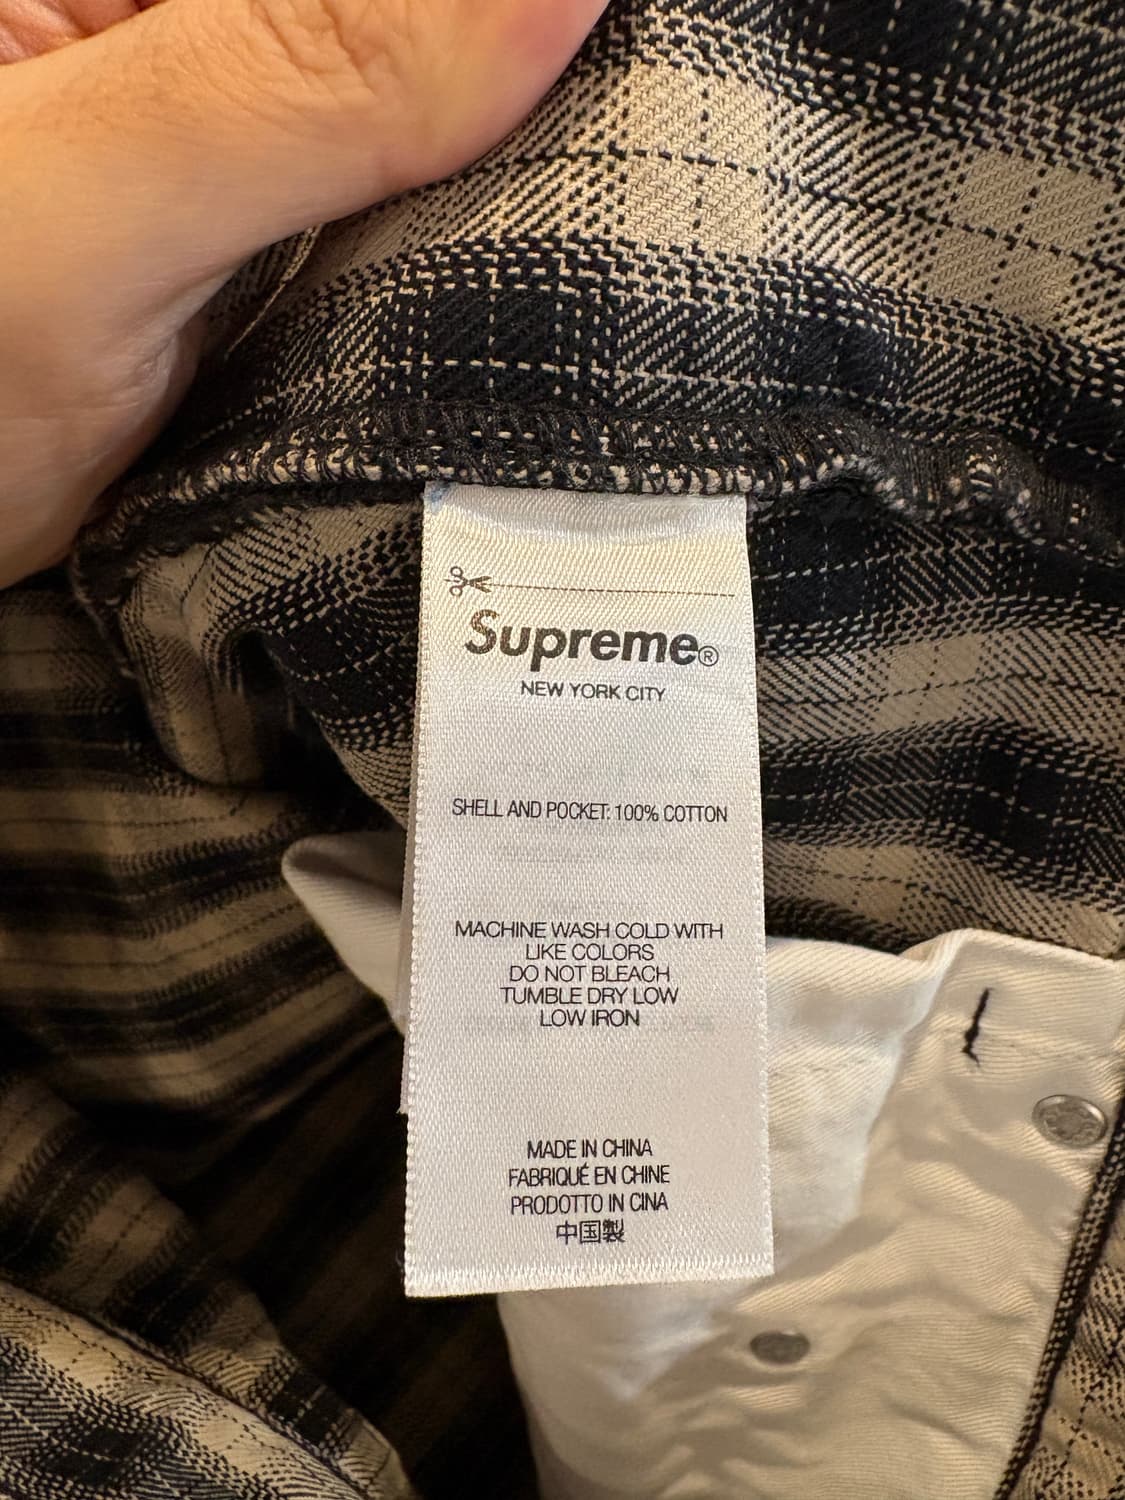 Supreme®
NEW YORK CITY
SHELL AND POCKET: 100% COTTON
MACHINE WASH COLD WITH
LIKE COLORS
DO NOT BLEACH
TUMBLE DRY LOW
LOW IRON
MADE IN CHINA
FABRIQUÉ EN CHINE
PRODOTTO IN CINA
中国製